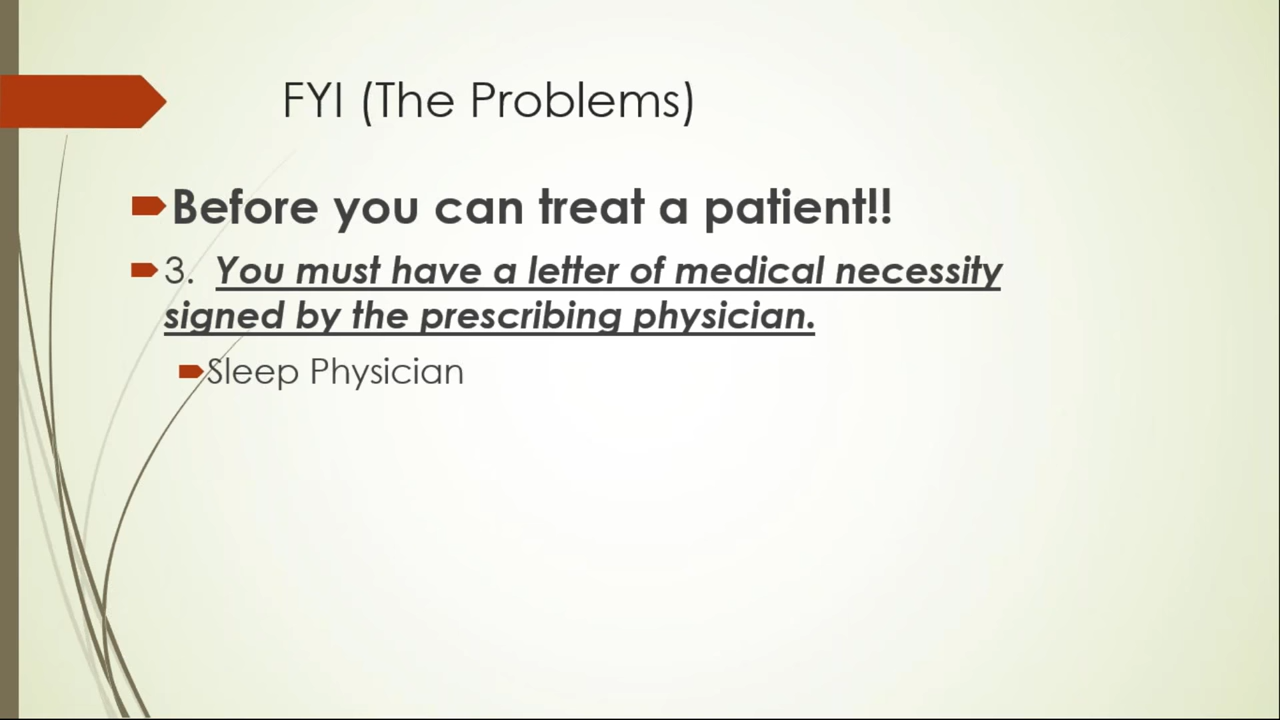 FYI (The Problems)
Before you can treat a patient!!
3. You must have a letter of medical necessity
signed by the prescribing physician.
Sleep Physician